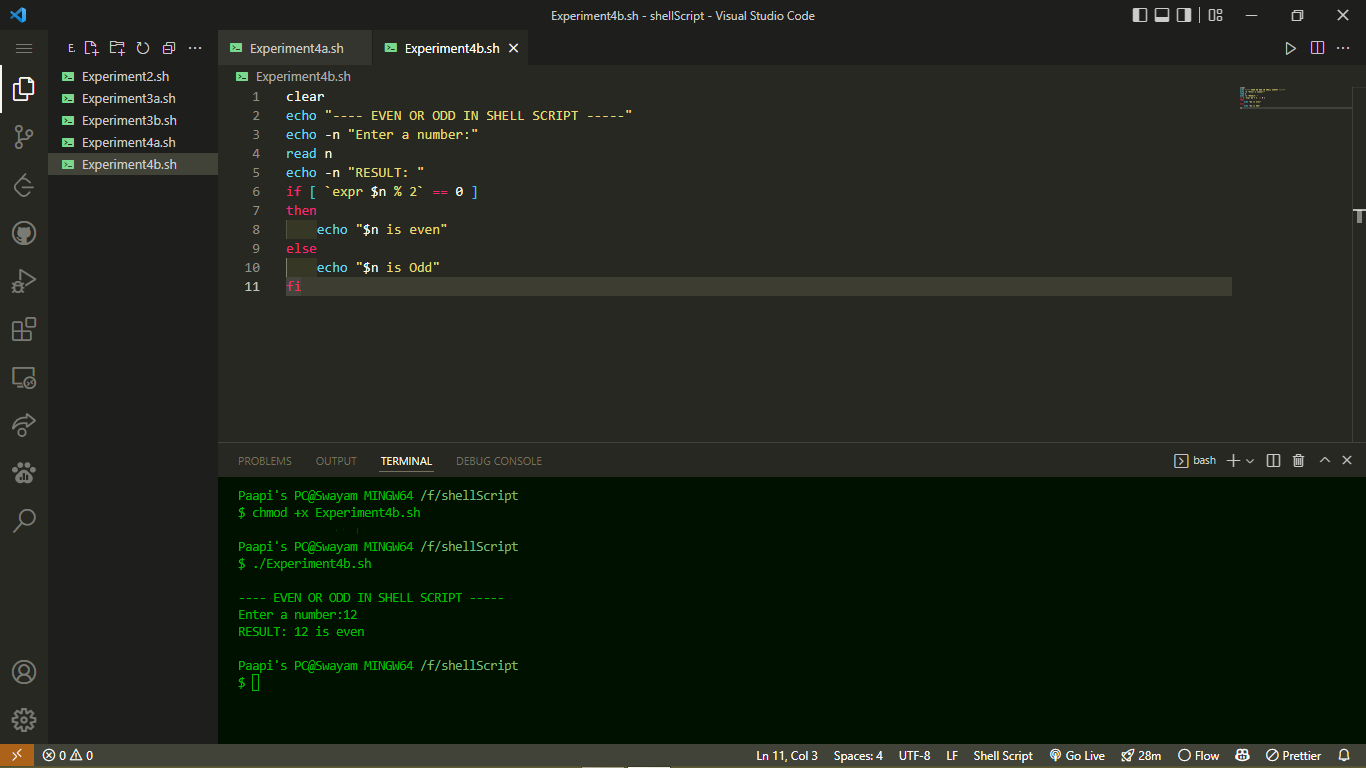 Experiment4b.sh - shellScript - Visual Studio Code
E.
Experiment2.sh
Experiment3a.sh
Experiment3b.sh
Experiment4a.sh
Experiment4b.sh
Experiment4a.sh Experiment4b.sh
Experiment4b.sh
1 clear
2 echo "---- EVEN OR ODD IN SHELL SCRIPT -----"
3 echo -n "Enter a number:"
4 read n
5 echo -n "RESULT: "
6 if [ `expr $n % 2` == 0 ]
7 then
8     echo "$n is even"
9 else
10     echo "$n is Odd"
11 fi
PROBLEMS OUTPUT TERMINAL DEBUG CONSOLE bash
Paapi's PC@Swayam MINGW64 /f/shellScript
$ chmod +x Experiment4b.sh
Paapi's PC@Swayam MINGW64 /f/shellScript
$ ./Experiment4b.sh
---- EVEN OR ODD IN SHELL SCRIPT -----
Enter a number:12
RESULT: 12 is even
Paapi's PC@Swayam MINGW64 /f/shellScript
$
0 0 Ln 11, Col 3 Spaces: 4 UTF-8 LF Shell Script Go Live 28m Flow Prettier